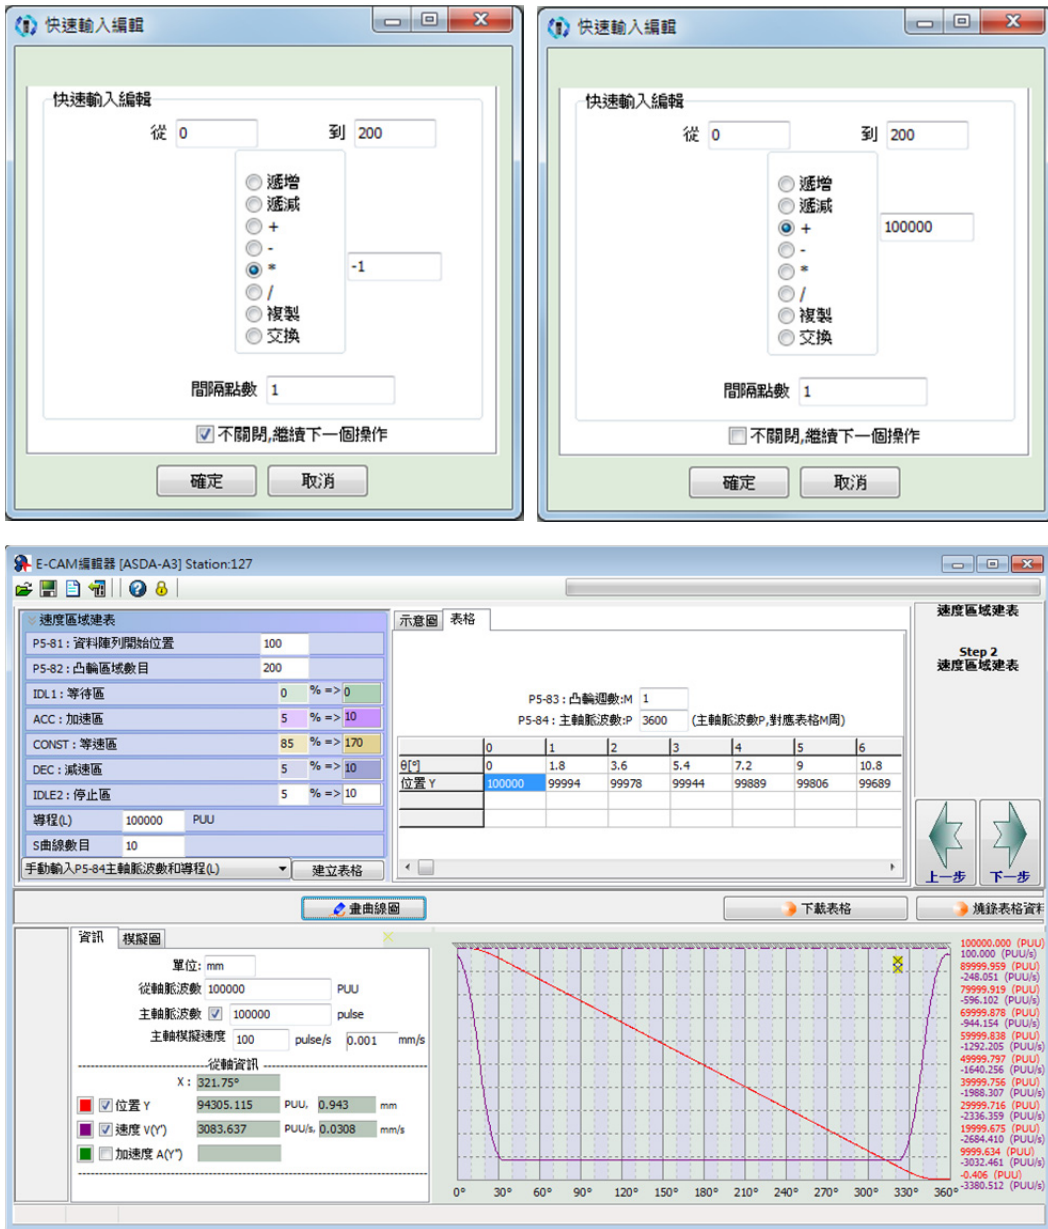 快速輸入編輯
快速輸入編輯
從 0 到 200
遞增
遞減
+
-
* -1
/
複製
交換
間隔點數 1
不關閉,繼續下一個操作
確定 取消
快速輸入編輯
快速輸入編輯
從 0 到 200
遞增
遞減
+ 100000
-
*
/
複製
交換
間隔點數 1
不關閉,繼續下一個操作
確定 取消
E-CAM編輯器 [ASDA-A3] Station:127
速度區域建表
P5-81：資料陣列開始位置 100
P5-82：凸輪區域數目 200
IDL1：等待區 0 % => 0
ACC：加速區 5 % => 10
CONST：等速區 85 % => 170
DEC：減速區 5 % => 10
IDLE2：停止區 5 % => 10
導程(L) 100000 PUU
S曲線數目 10
手動輸入P5-84主軸脈波數和導程(L) 建立表格
示意圖 表格
P5-83：凸輪週數:M 1
P5-84：主軸脈波數:P 3600 (主軸脈波數P,對應表格M周)
0 1 2 3 4 5 6
θ[°] 0 1.8 3.6 5.4 7.2 9 10.8
位置 Y 100000 99994 99978 99944 99889 99806 99689
速度區域建表
Step 2
速度區域建表
上一步 下一步
畫曲線圖 下載表格 燒錄表格資料
資訊 模擬圖
單位: mm
從軸脈波數 100000 PUU
主軸脈波數 100000 pulse
主軸模擬速度 100 pulse/s 0.001 mm/s
從軸資訊
X： 321.75°
位置 Y 94305.115 PUU, 0.943 mm
速度 V(Y') 3083.637 PUU/s, 0.0308 mm/s
加速度 A(Y")
100000.000 (PUU)
100.000 (PUU/s)
89999.959 (PUU)
-248.051 (PUU/s)
79999.919 (PUU)
-596.102 (PUU/s)
69999.878 (PUU)
-944.154 (PUU/s)
59999.838 (PUU)
-1292.205 (PUU/s)
49999.797 (PUU)
-1640.256 (PUU/s)
39999.756 (PUU)
-1988.307 (PUU/s)
29999.716 (PUU)
-2336.359 (PUU/s)
19999.675 (PUU)
-2684.410 (PUU/s)
9999.634 (PUU)
-3032.461 (PUU/s)
-0.406 (PUU)
-3380.512 (PUU/s)
0° 30° 60° 90° 120° 150° 180° 210° 240° 270° 300° 330° 360°